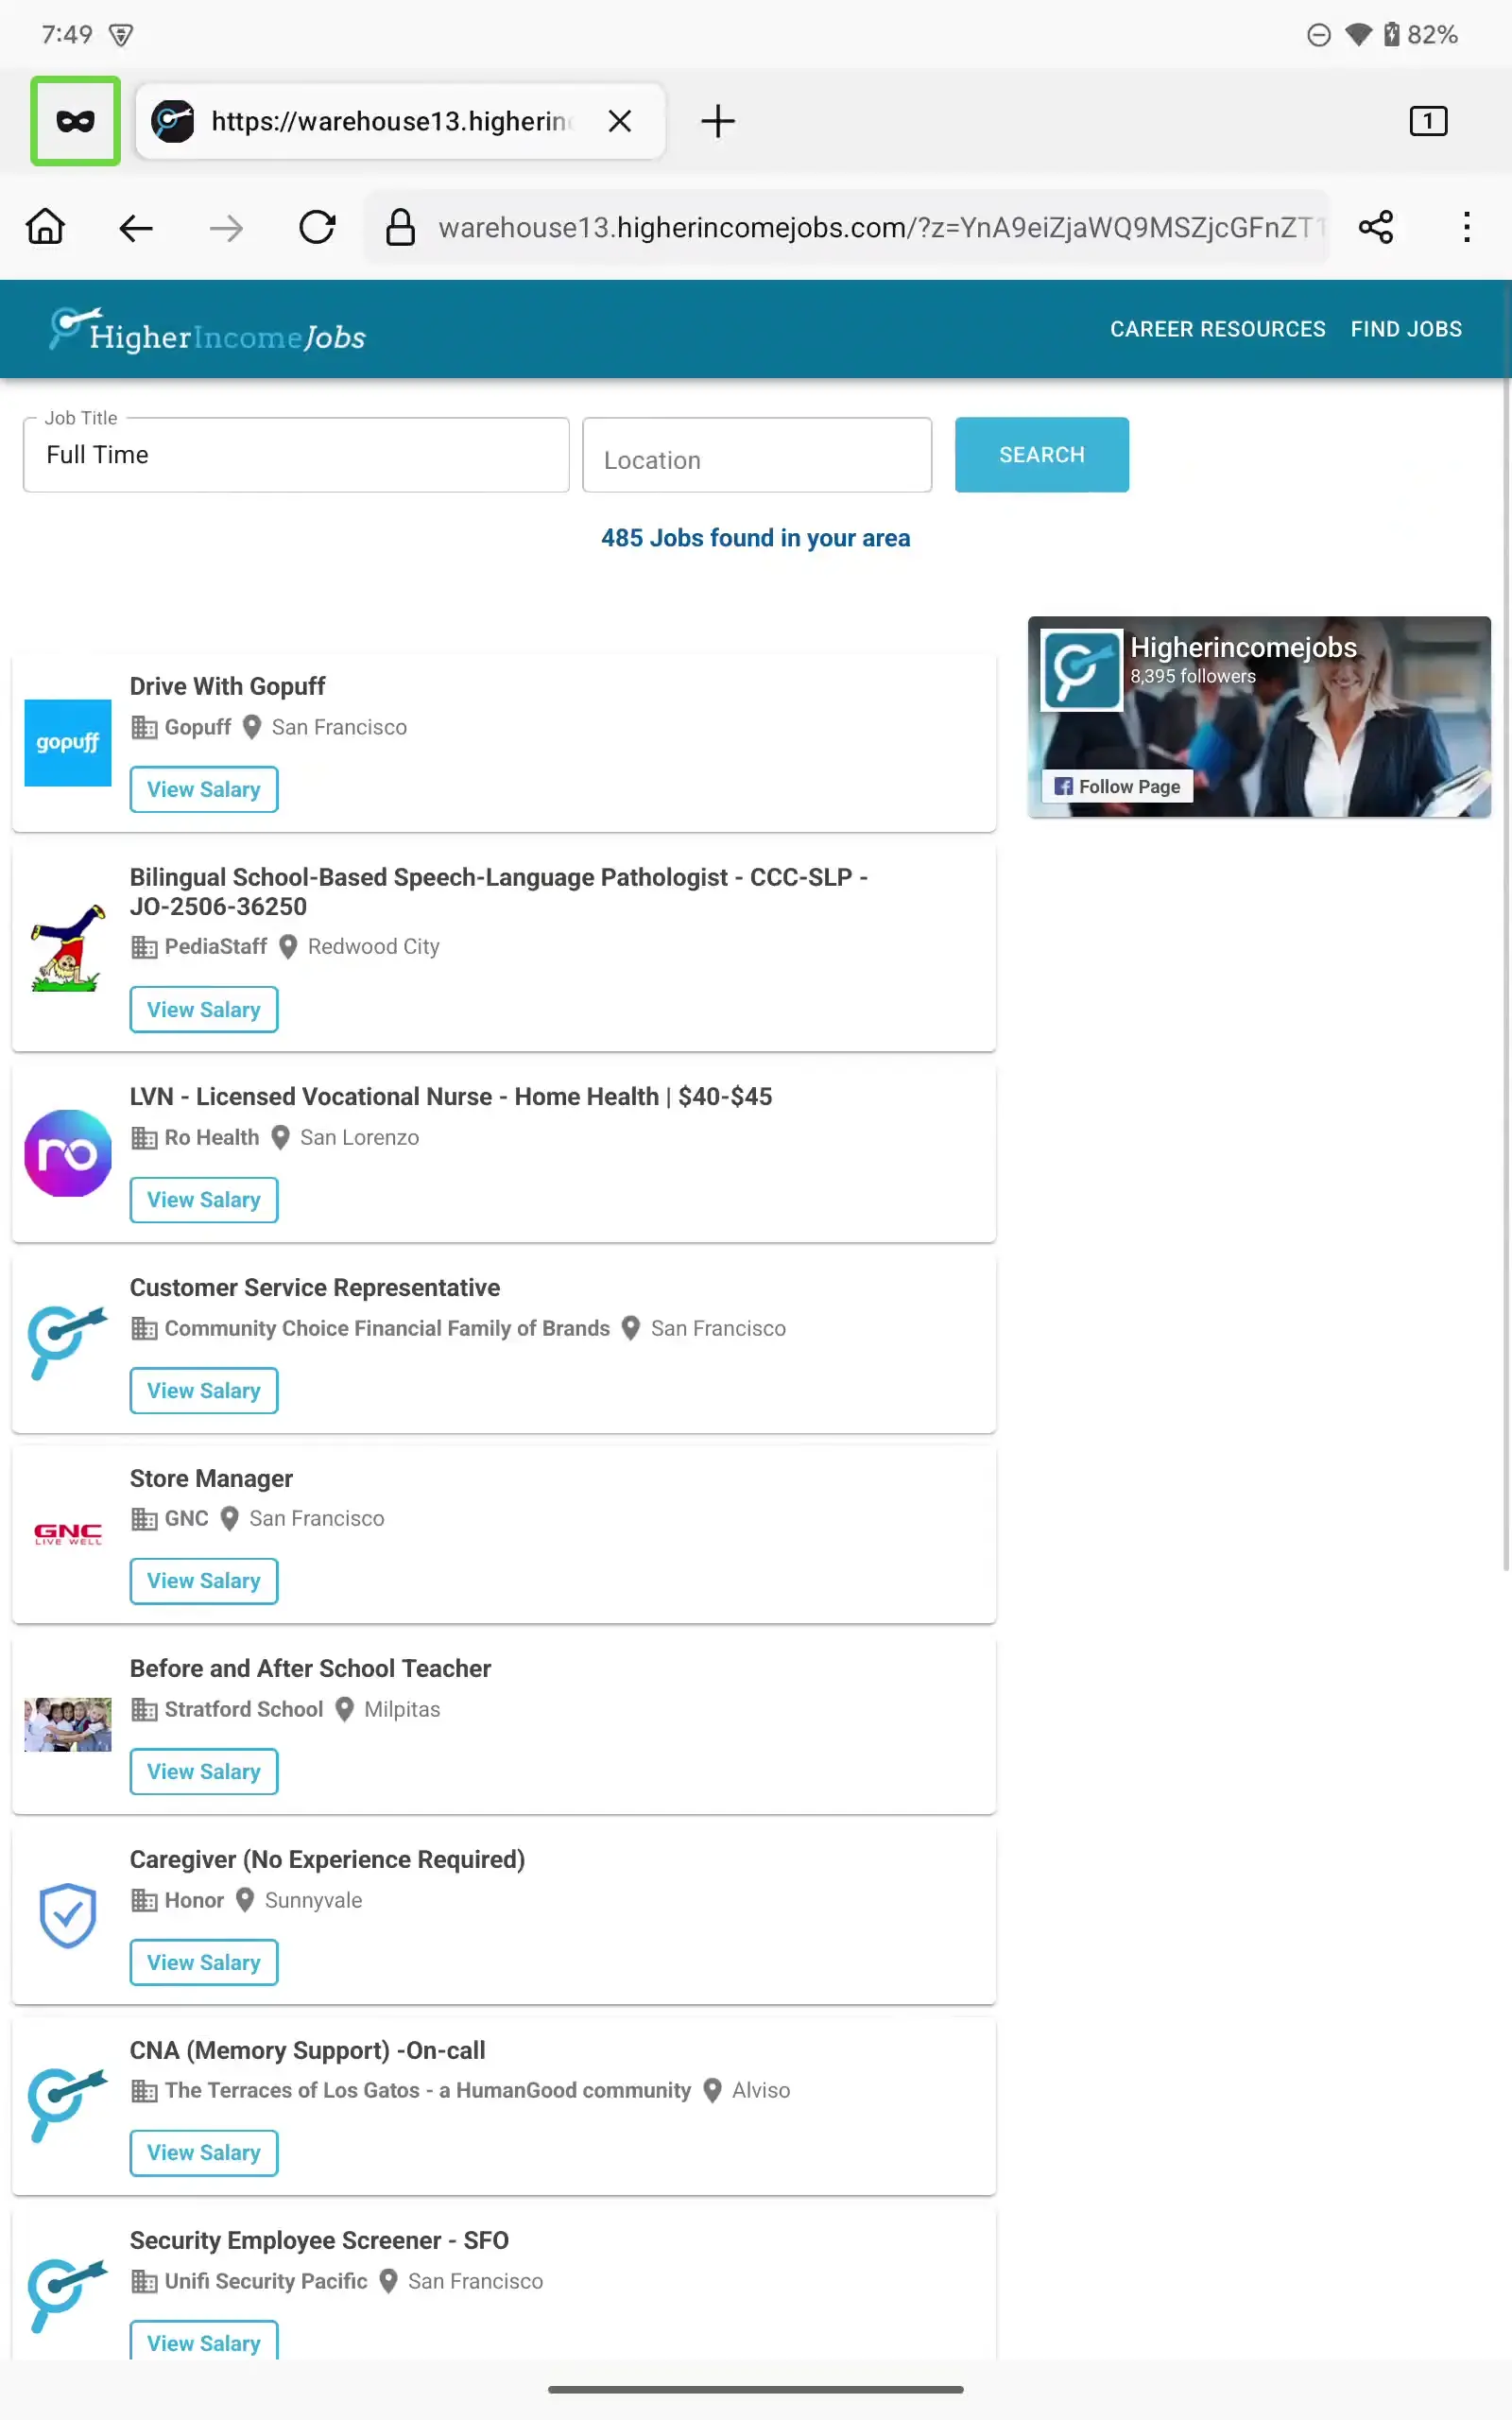 7:49
82%
https://warehouse13.higherin
1
warehouse13.higherincomejobs.com/?z=YnA9eiZjaWQ9MSZjcGFnZT1
HigherIncomeJobs
CAREER RESOURCES
FIND JOBS
Job Title
Full Time
Location
SEARCH
485 Jobs found in your area
Higherincomejobs
8,395 followers
Follow Page
Drive With Gopuff
gopuff
Gopuff San Francisco
View Salary
Bilingual School-Based Speech-Language Pathologist - CCC-SLP -
JO-2506-36250
PediaStaff Redwood City
View Salary
LVN - Licensed Vocational Nurse - Home Health | $40-$45
ro
Ro Health San Lorenzo
View Salary
Customer Service Representative
Community Choice Financial Family of Brands San Francisco
View Salary
Store Manager
GNC
LIVE WELL
GNC San Francisco
View Salary
Before and After School Teacher
Stratford School Milpitas
View Salary
Caregiver (No Experience Required)
Honor Sunnyvale
View Salary
CNA (Memory Support) -On-call
The Terraces of Los Gatos - a HumanGood community Alviso
View Salary
Security Employee Screener - SFO
Unifi Security Pacific San Francisco
View Salary